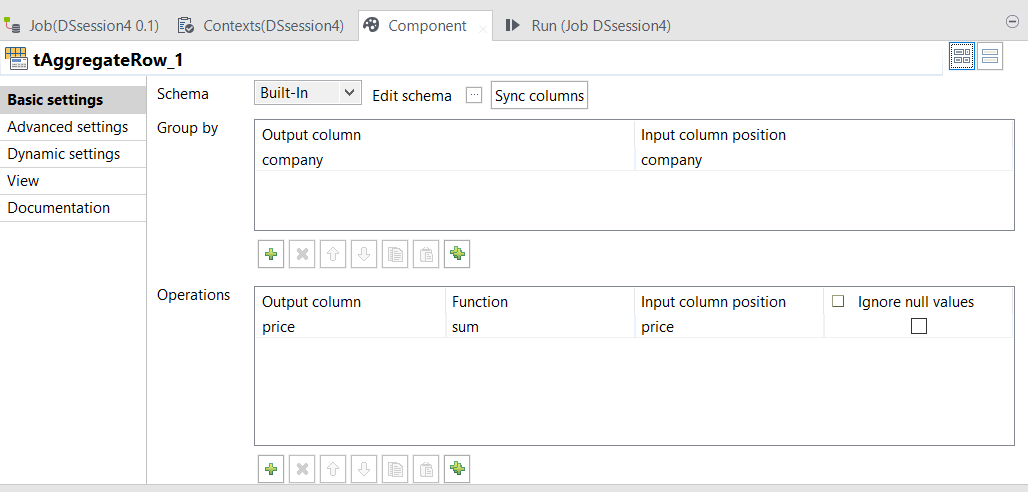 Job(DSsession4 0.1) Contexts(DSsession4) Component Run (Job DSsession4)
tAggregateRow_1
Basic settings
Advanced settings
Dynamic settings
View
Documentation
Schema Built-In Edit schema ... Sync columns
Group by
Output column Input column position
company company
Operations
Output column Function Input column position Ignore null values
price sum price